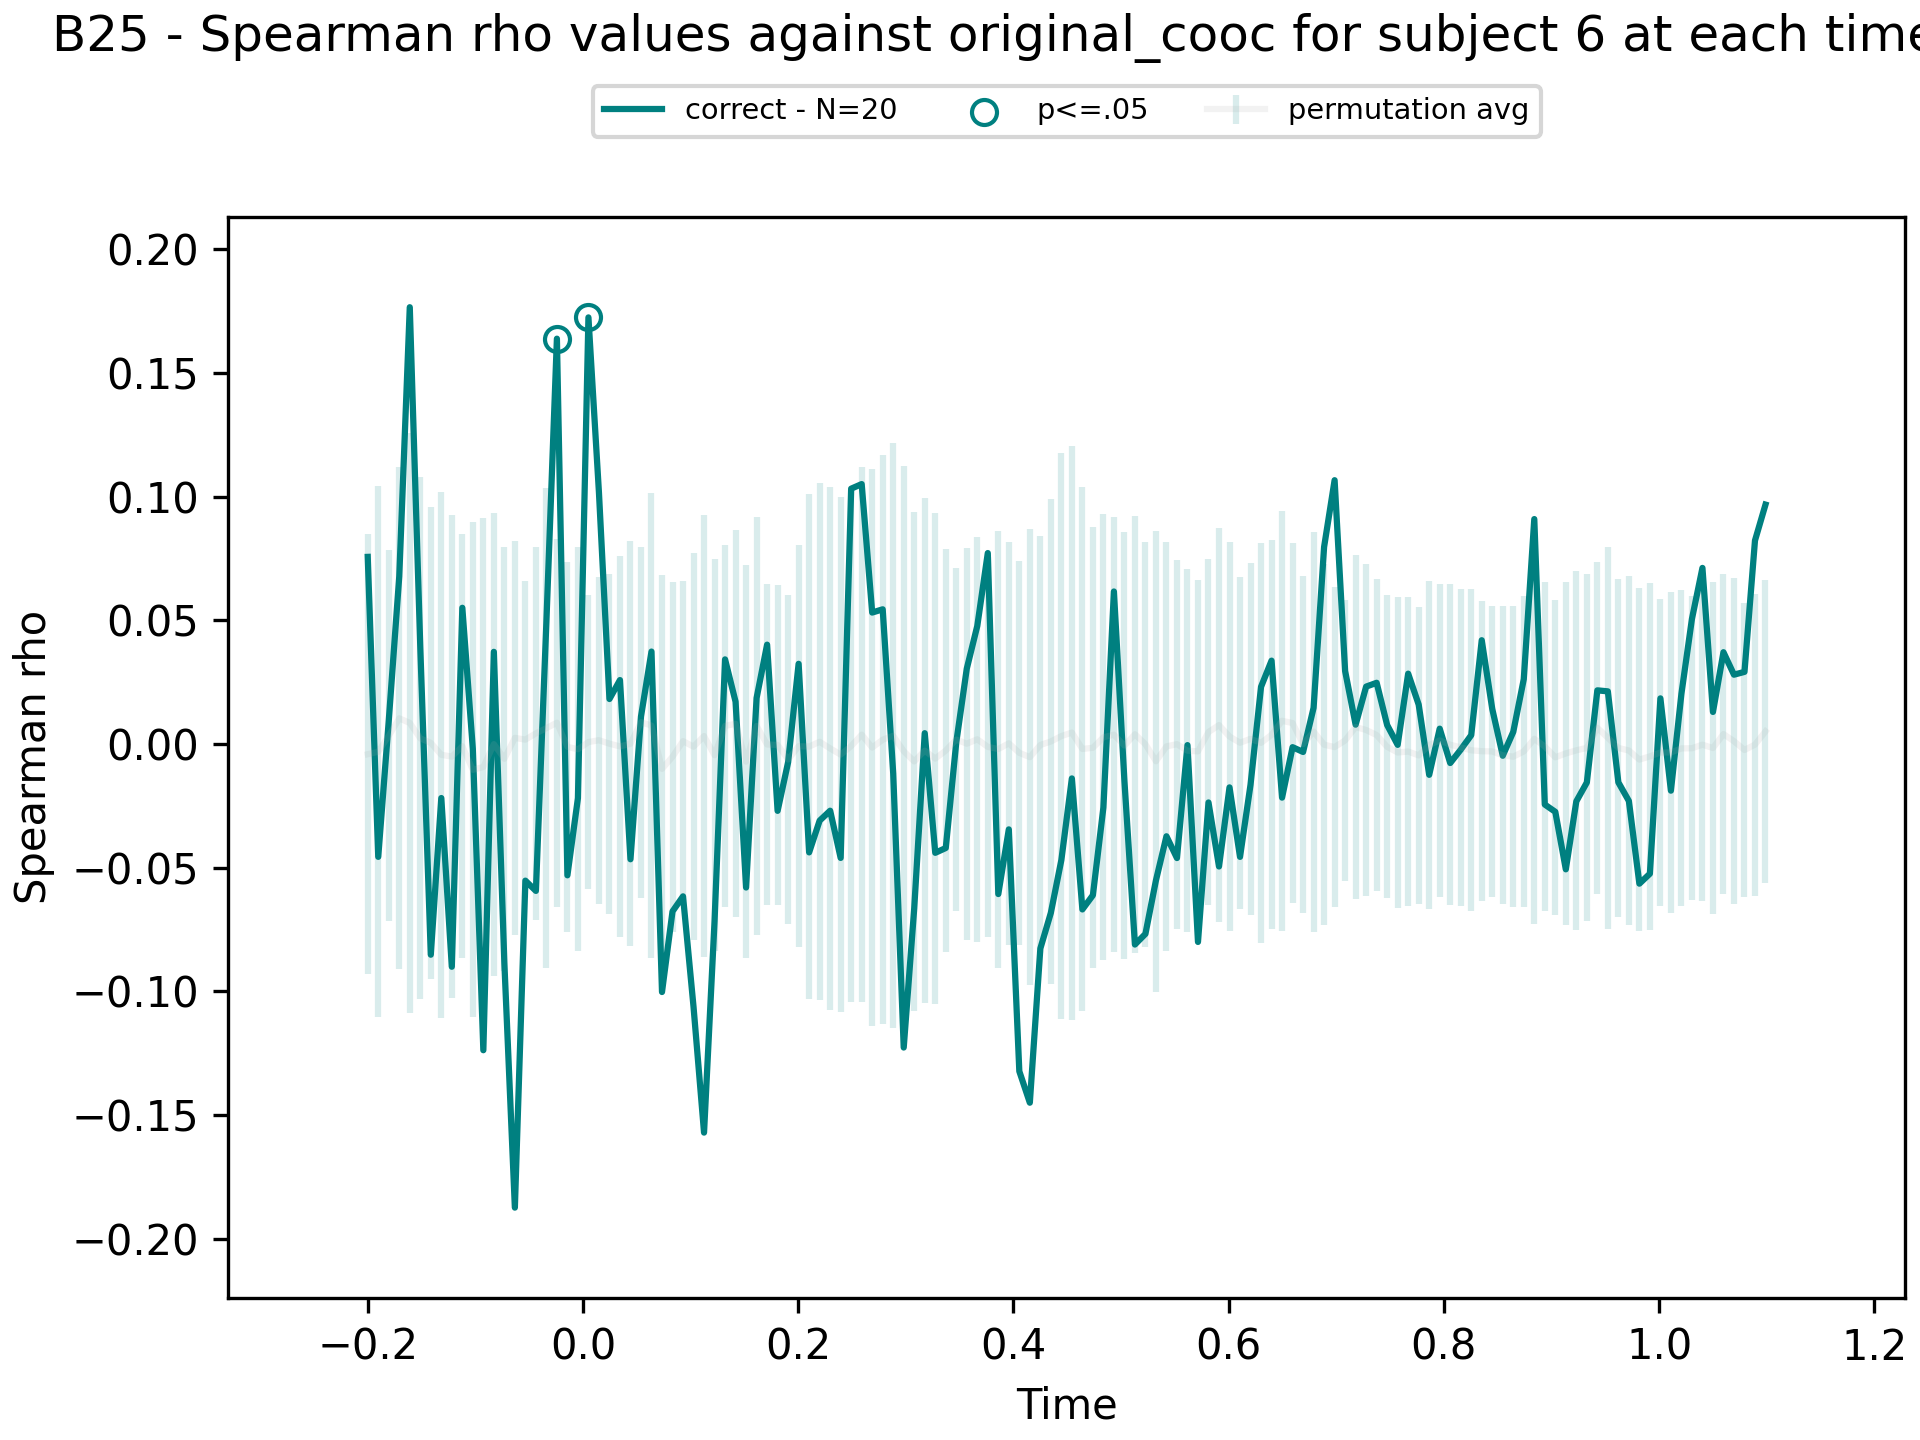 B25 - Spearman rho values against original_cooc for subject 6 at each time
correct - N=20 p<=.05 permutation avg
0.20
0.15
0.10
0.05
0.00
−0.05
−0.10
−0.15
−0.20
Spearman rho
−0.2 0.0 0.2 0.4 0.6 0.8 1.0 1.2
Time